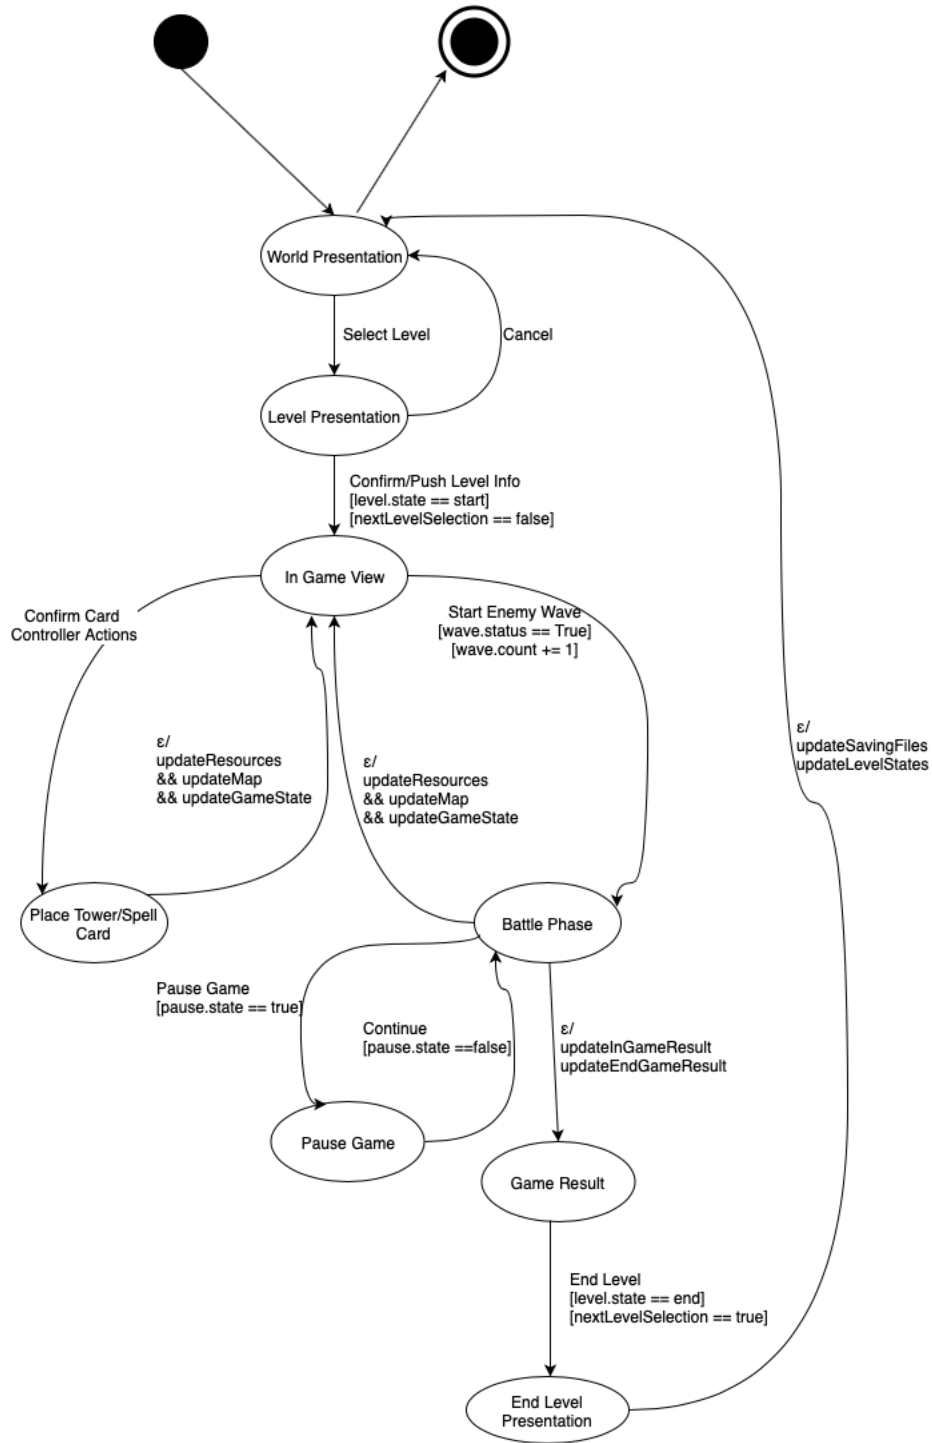 World Presentation
Select Level
Cancel
Level Presentation
Confirm/Push Level Info
[level.state == start]
[nextLevelSelection == false]
In Game View
Confirm Card
Controller Actions
Start Enemy Wave
[wave.status == True]
[wave.count += 1]
ε/
updateResources
&& updateMap
&& updateGameState
ε/
updateResources
&& updateMap
&& updateGameState
ε/
updateSavingFiles
updateLevelStates
Place Tower/Spell
Card
Battle Phase
Pause Game
[pause.state == true]
Continue
[pause.state ==false]
ε/
updateInGameResult
updateEndGameResult
Pause Game
Game Result
End Level
[level.state == end]
[nextLevelSelection == true]
End Level
Presentation